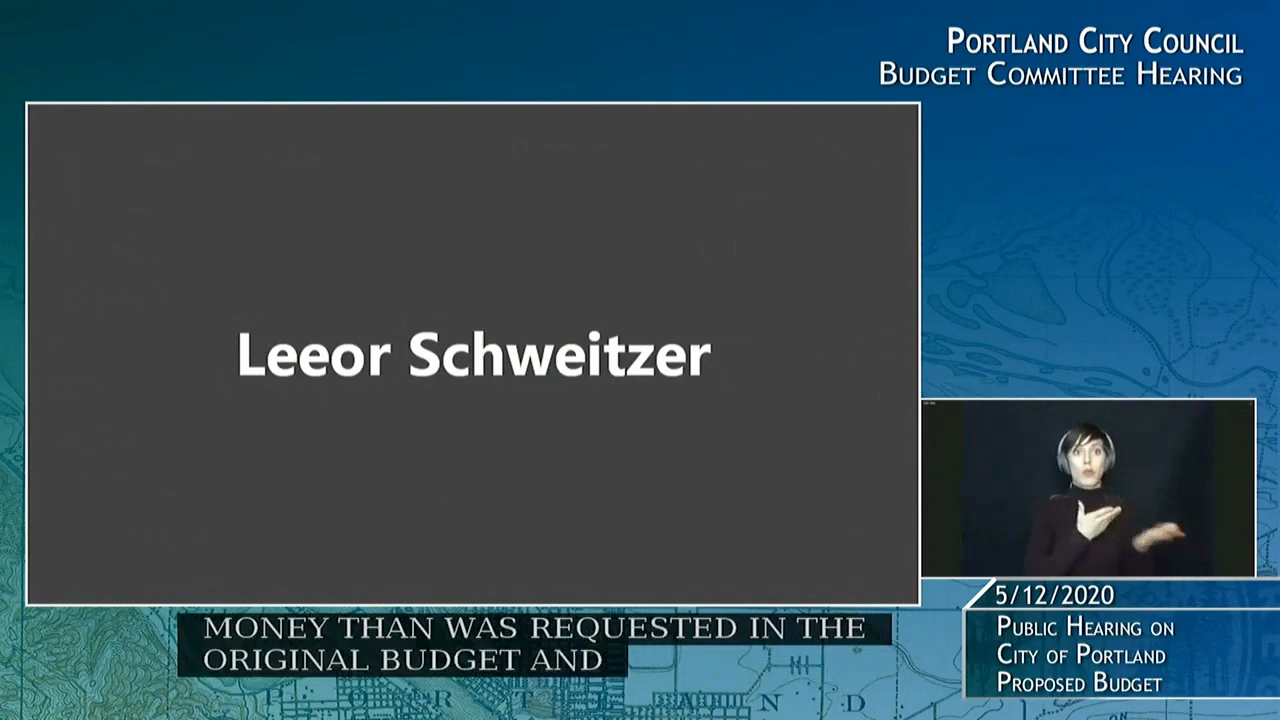 Portland City Council
Budget Committee Hearing
Leeor Schweitzer
MONEY THAN WAS REQUESTED IN THE
ORIGINAL BUDGET AND
5/12/2020
Public Hearing on
City of Portland
Proposed Budget
P O R T L A N D